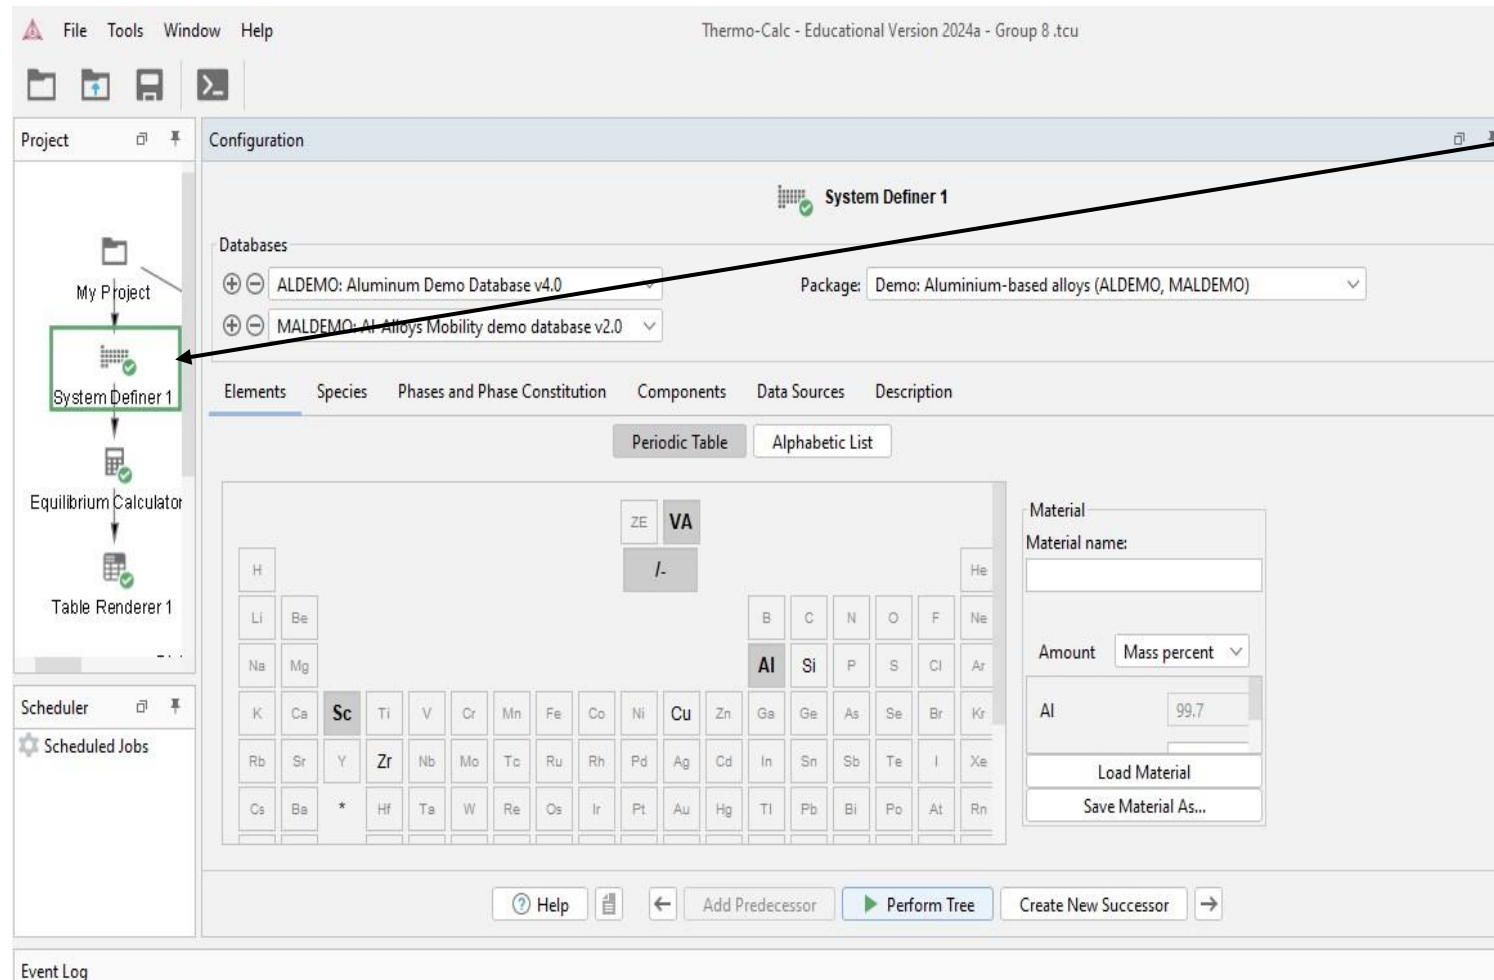 File Tools Window Help
Thermo-Calc - Educational Version 2024a - Group 8 .tcu
Project
Configuration
System Definer 1
Databases
ALDEMO: Aluminum Demo Database v4.0
Package: Demo: Aluminium-based alloys (ALDEMO, MALDEMO)
MALDEMO: Al-Alloys Mobility demo database v2.0
My Project
System Definer 1
Equilibrium Calculator
Table Renderer 1
Elements Species Phases and Phase Constitution Components Data Sources Description
Periodic Table Alphabetic List
ZE VA
H /- He
Li Be B C N O F Ne
Na Mg Al Si P S Cl Ar
K Ca Sc Ti V Cr Mn Fe Co Ni Cu Zn Ga Ge As Se Br Kr
Rb Sr Y Zr Nb Mo Tc Ru Rh Pd Ag Cd In Sn Sb Te I Xe
Cs Ba * Hf Ta W Re Os Ir Pt Au Hg Tl Pb Bi Po At Rn
Material
Material name:
Amount Mass percent
Al 99.7
Load Material
Save Material As...
Scheduler
Scheduled Jobs
Help Add Predecessor Perform Tree Create New Successor
Event Log